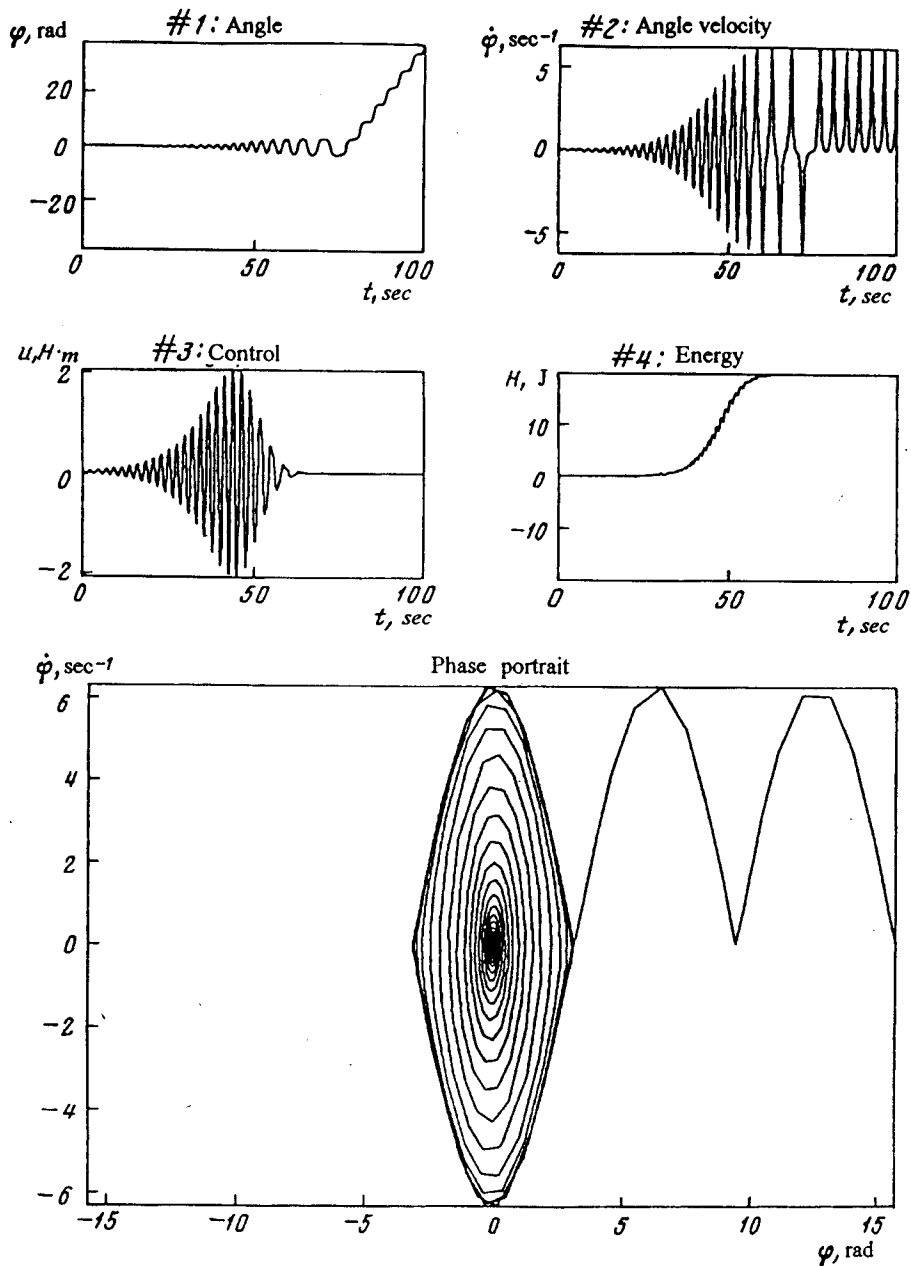 φ, rad #1: Angle
20
0
−20
0 50 100
t, sec
φ̇, sec⁻¹ #2: Angle velocity
5
0
−5
0 50 100
t, sec
u, H·m #3: Control
2
0
−2
0 50 100
t, sec
H, J #4: Energy
10
0
−10
0 50 100
t, sec
φ̇, sec⁻¹ Phase portrait
6
4
2
0
−2
−4
−6
−15 −10 −5 0 5 10 15
φ, rad